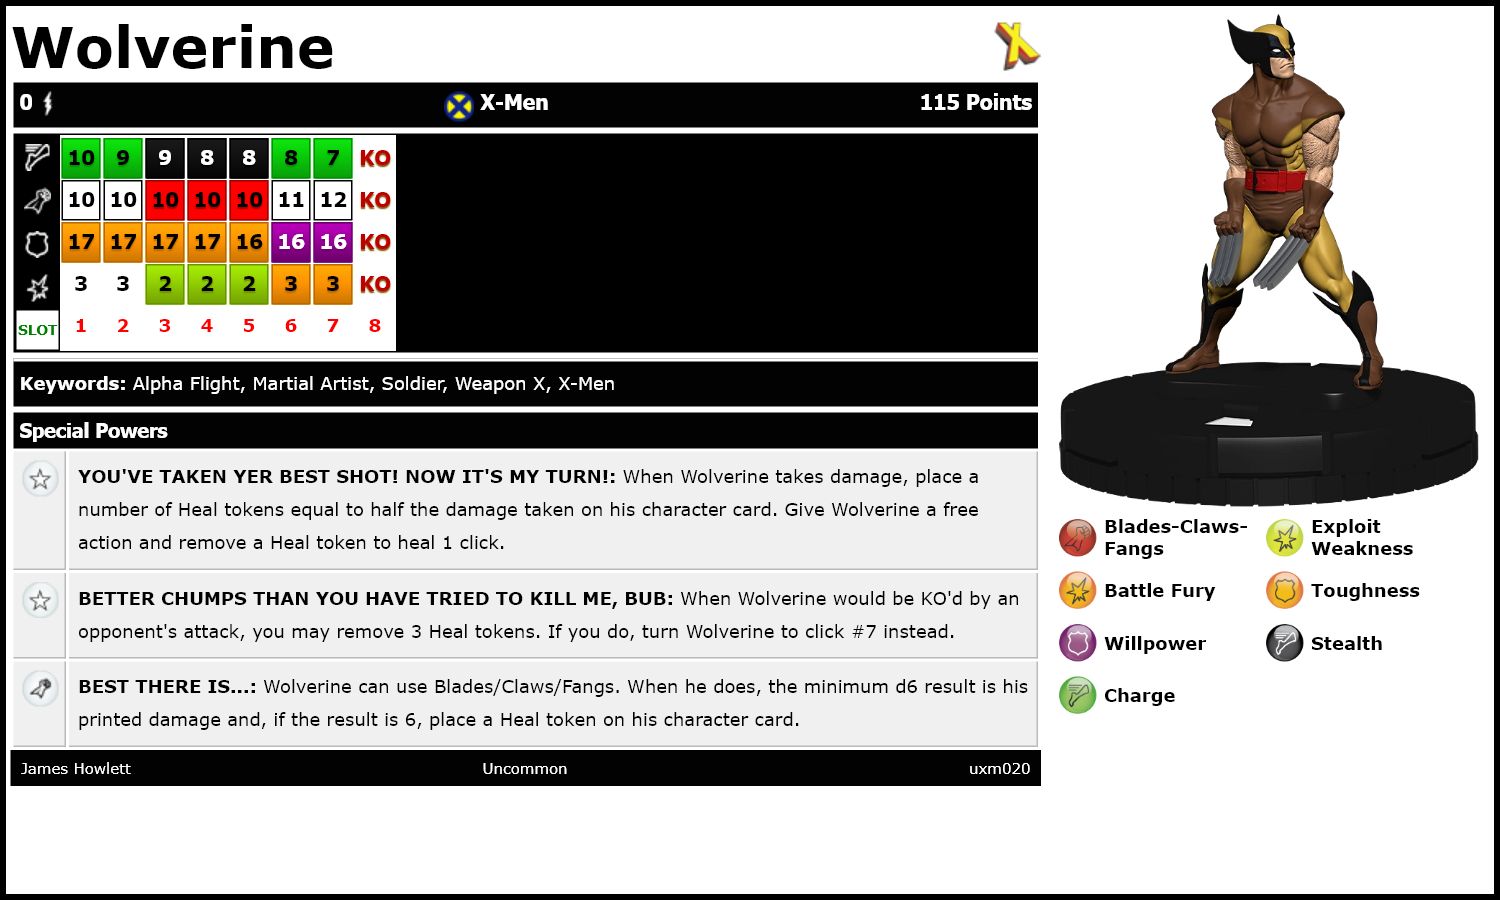 Wolverine
0 X-Men 115 Points
10 9 9 8 8 8 7 KO
10 10 10 10 10 11 12 KO
17 17 17 17 16 16 16 KO
3 3 2 2 2 3 3 KO
SLOT 1 2 3 4 5 6 7 8
Keywords: Alpha Flight, Martial Artist, Soldier, Weapon X, X-Men
Special Powers
YOU'VE TAKEN YER BEST SHOT! NOW IT'S MY TURN!: When Wolverine takes damage, place a
number of Heal tokens equal to half the damage taken on his character card. Give Wolverine a free
action and remove a Heal token to heal 1 click.
BETTER CHUMPS THAN YOU HAVE TRIED TO KILL ME, BUB: When Wolverine would be KO'd by an
opponent's attack, you may remove 3 Heal tokens. If you do, turn Wolverine to click #7 instead.
BEST THERE IS...: Wolverine can use Blades/Claws/Fangs. When he does, the minimum d6 result is his
printed damage and, if the result is 6, place a Heal token on his character card.
James Howlett Uncommon uxm020
Blades-Claws-
Fangs
Exploit
Weakness
Battle Fury
Toughness
Willpower
Stealth
Charge